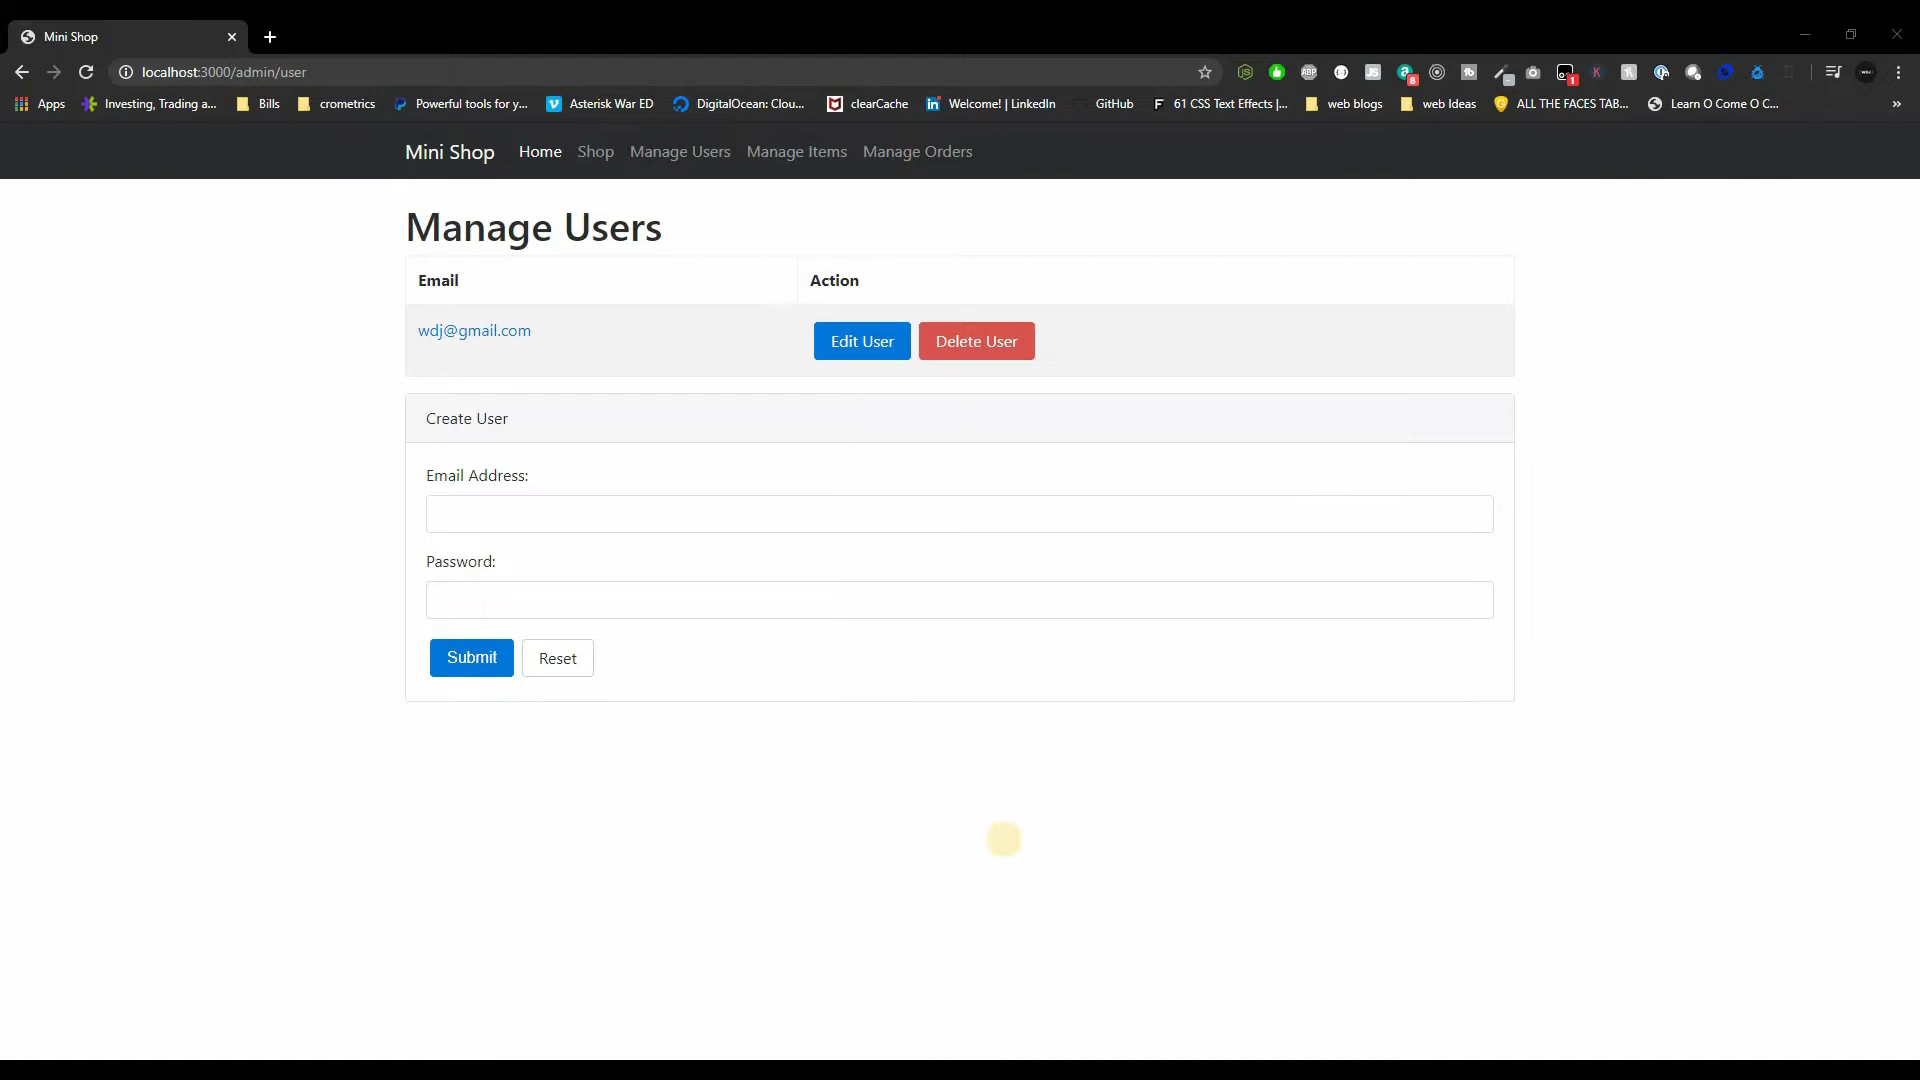 Mini Shop
localhost:3000/admin/user
Apps Investing, Trading a... Bills crometrics Powerful tools for y... Asterisk War ED DigitalOcean: Clou... clearCache Welcome! | LinkedIn GitHub 61 CSS Text Effects |... web blogs web Ideas ALL THE FACES TAB... Learn O Come O C... »
Mini Shop Home Shop Manage Users Manage Items Manage Orders
Manage Users
Email Action
wdj@gmail.com Edit User Delete User
Create User
Email Address:
Password:
Submit Reset